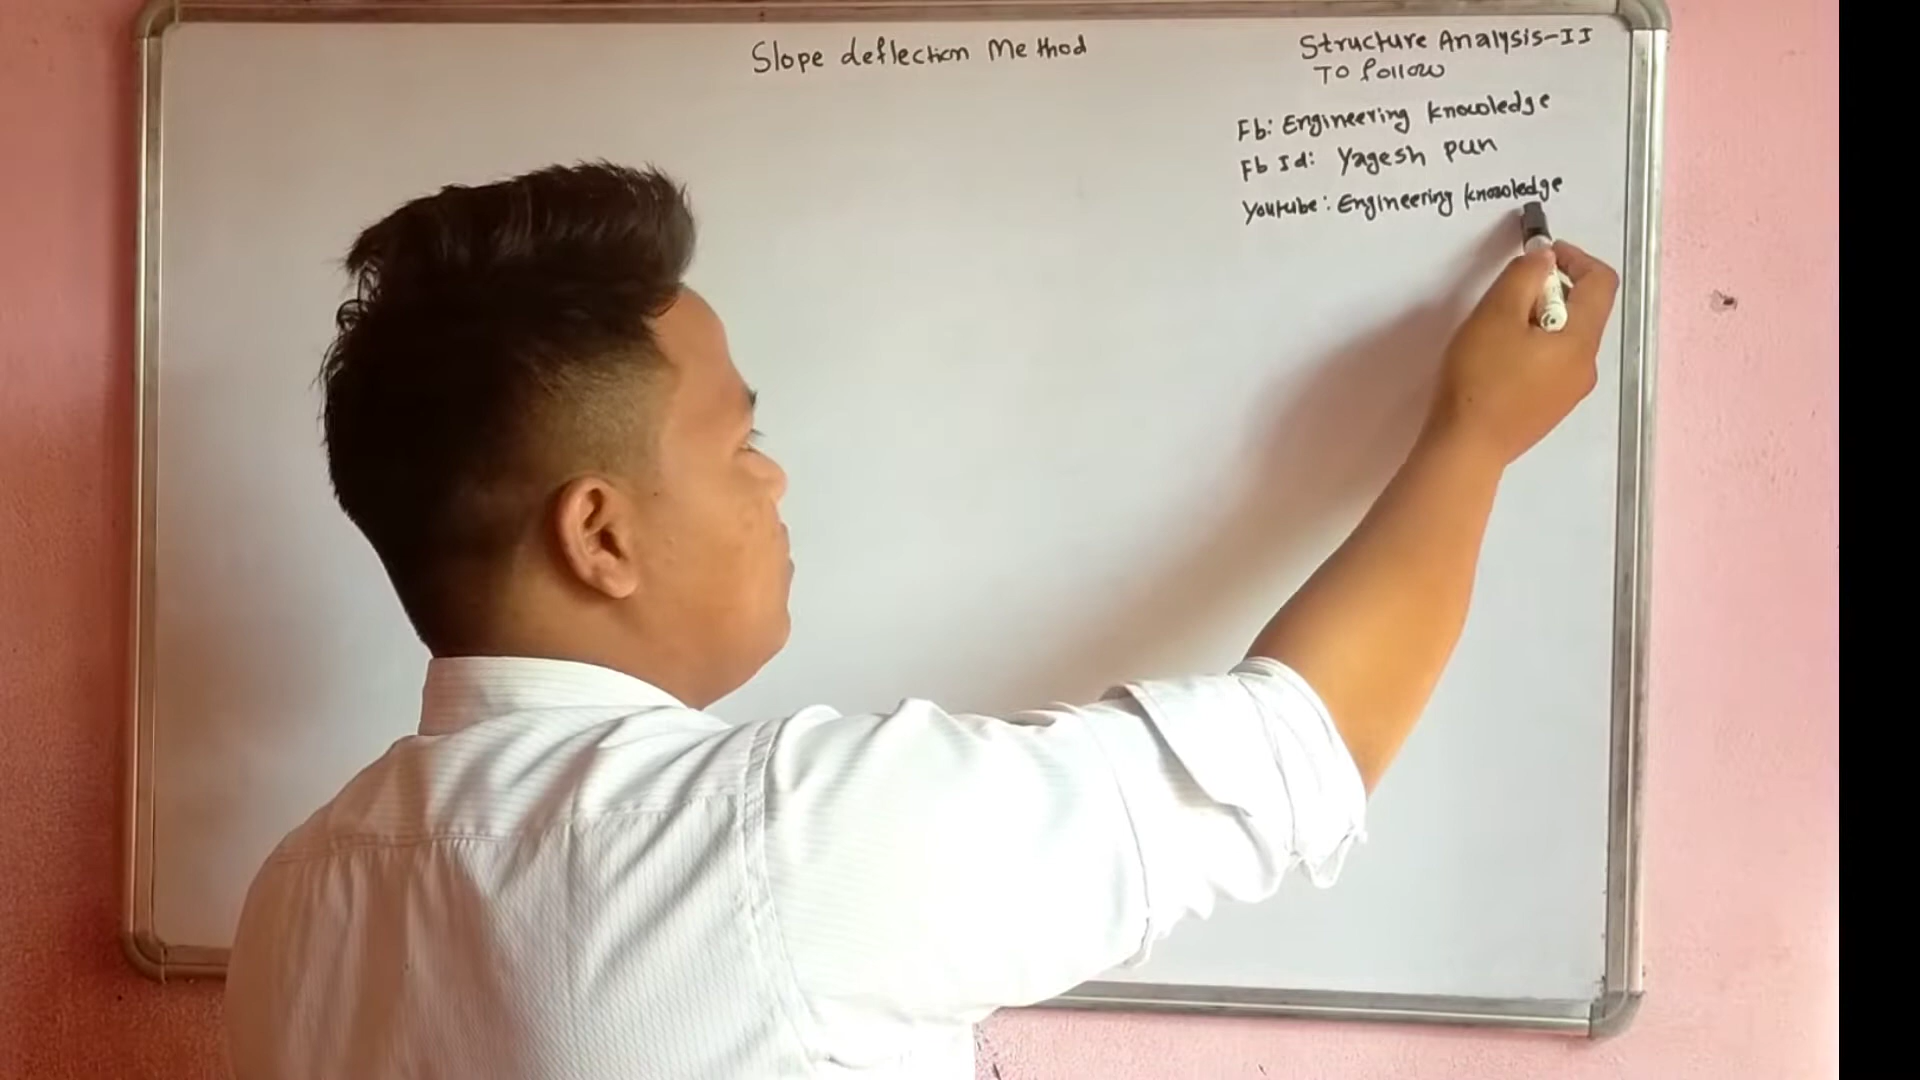 Slope deflection Method
Structure Analysis-II
To follow
Fb: Engineering knowledge
Fb Id: Yagesh pun
Youtube: Engineering knowledge